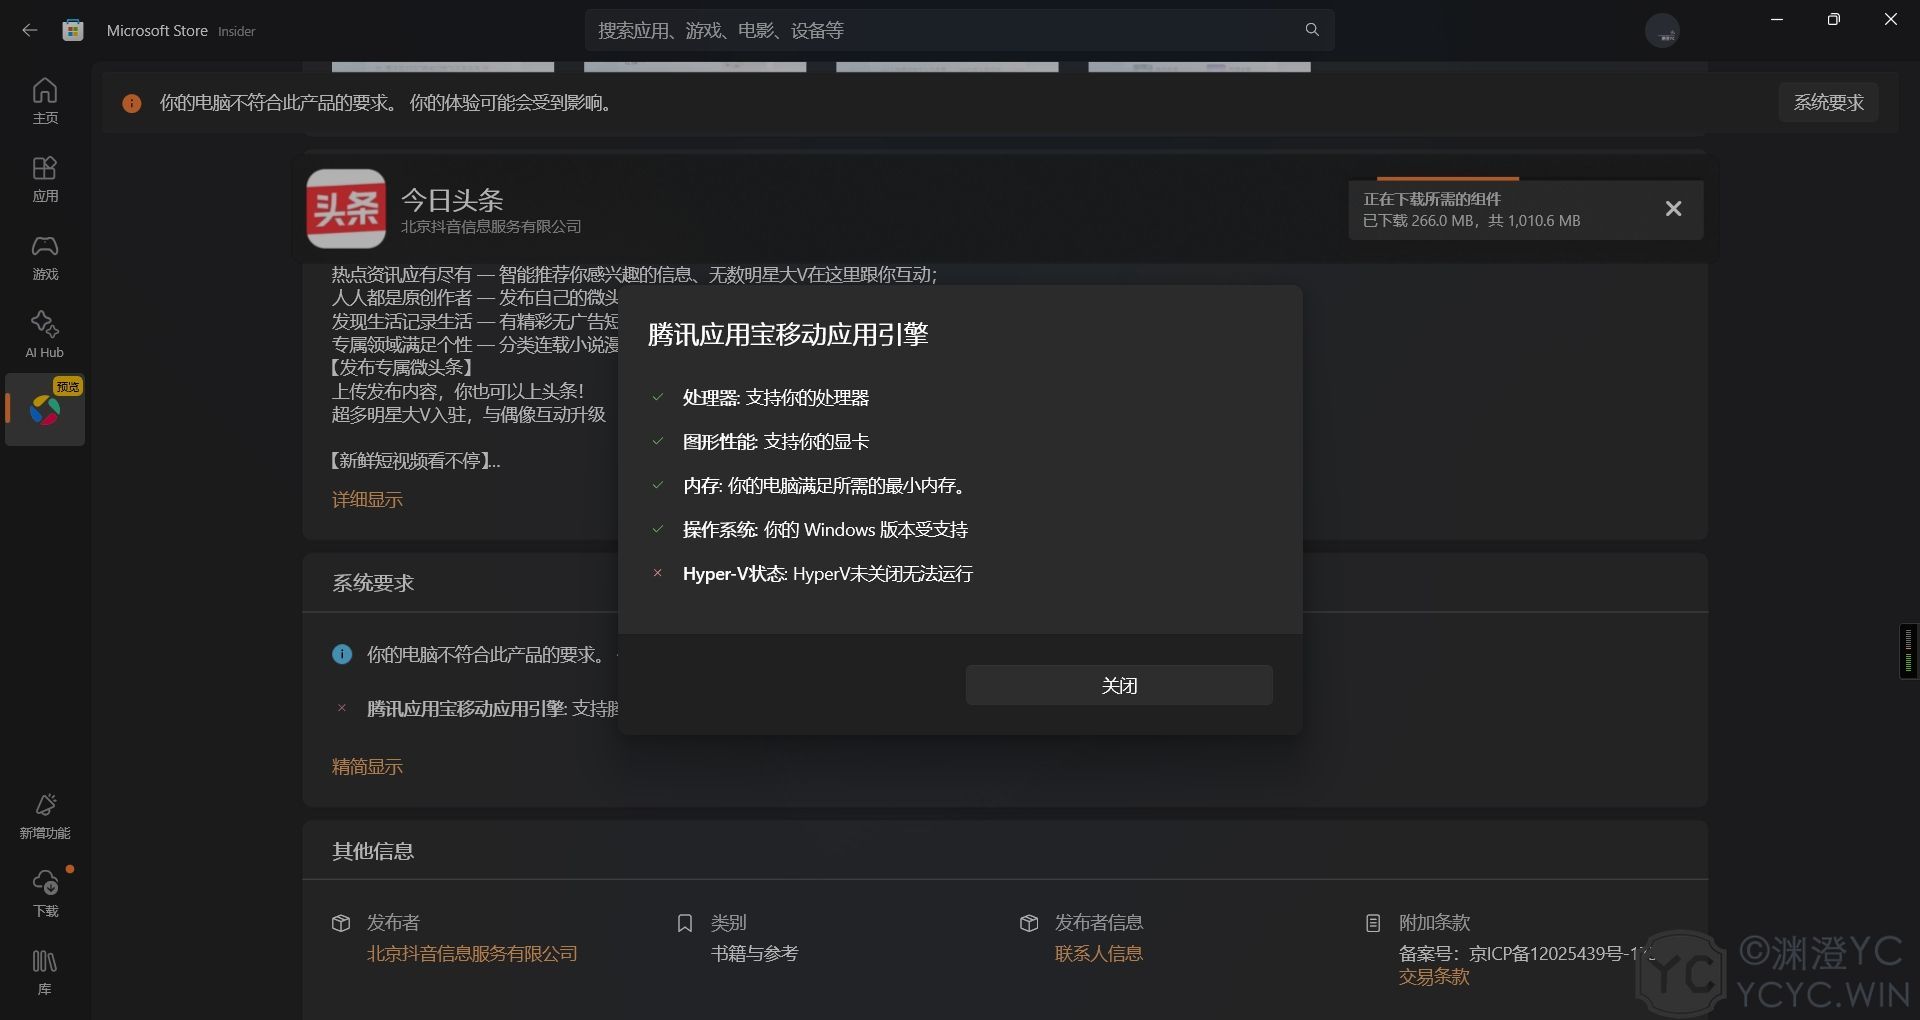 Microsoft Store Insider
搜索应用、游戏、电影、设备等
主页
应用
游戏
AI Hub
预览
新增功能
下载
库
你的电脑不符合此产品的要求。 你的体验可能会受到影响。
系统要求
头条
今日头条
北京抖音信息服务有限公司
正在下载所需的组件
已下载 266.0 MB，共 1,010.6 MB
热点资讯应有尽有 — 智能推荐你感兴趣的信息、无数明星大V在这里跟你互动；
人人都是原创作者 — 发布自己的微头
发现生活记录生活 — 有精彩无广告短
专属领域满足个性 — 分类连载小说漫
【发布专属微头条】
上传发布内容，你也可以上头条！
超多明星大V入驻，与偶像互动升级
【新鲜短视频看不停】...
详细显示
腾讯应用宝移动应用引擎
处理器: 支持你的处理器
图形性能: 支持你的显卡
内存: 你的电脑满足所需的最小内存。
操作系统: 你的 Windows 版本受支持
Hyper-V状态: HyperV未关闭无法运行
关闭
系统要求
你的电脑不符合此产品的要求。
腾讯应用宝移动应用引擎: 支持腾
精简显示
其他信息
发布者
北京抖音信息服务有限公司
类别
书籍与参考
发布者信息
联系人信息
附加条款
备案号：京ICP备12025439号
交易条款
YC
©渊澄YC
YCYC.WIN